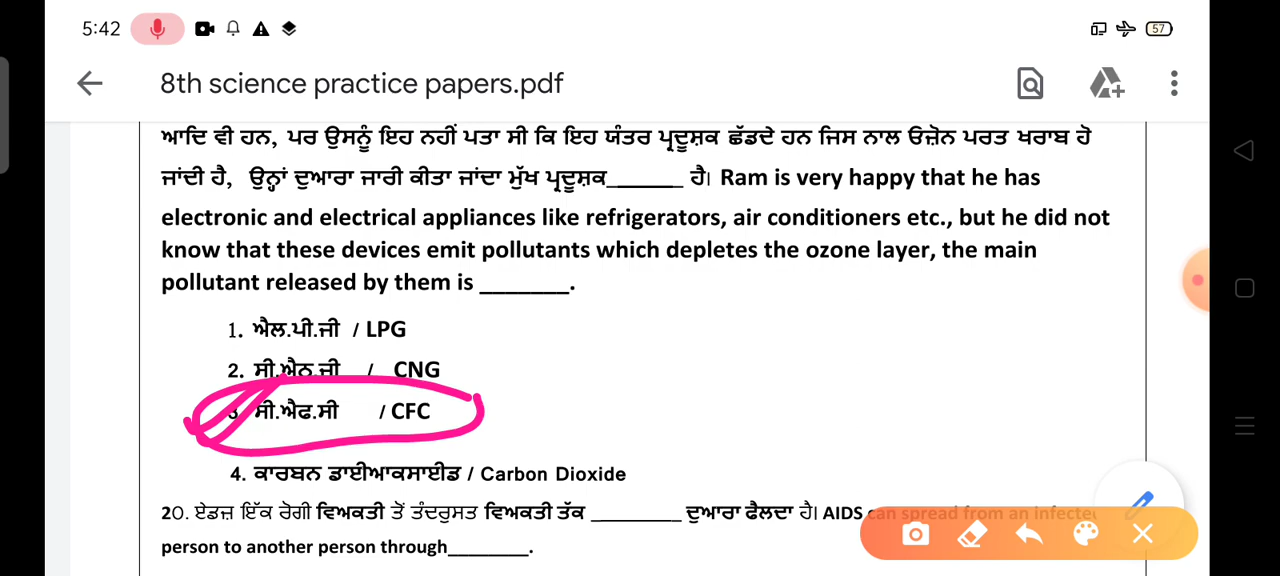 5:42
57
8th science practice papers.pdf
ਆਦਿ ਵੀ ਹਨ, ਪਰ ਉਸਨੂੰ ਇਹ ਨਹੀਂ ਪਤਾ ਸੀ ਕਿ ਇਹ ਯੰਤਰ ਪ੍ਰਦੂਸ਼ਕ ਛੱਡਦੇ ਹਨ ਜਿਸ ਨਾਲ ਓਜ਼ੋਨ ਪਰਤ ਖਰਾਬ ਹੋ
ਜਾਂਦੀ ਹੈ, ਉਨ੍ਹਾਂ ਦੁਆਰਾ ਜਾਰੀ ਕੀਤਾ ਜਾਂਦਾ ਮੁੱਖ ਪ੍ਰਦੂਸ਼ਕ______ ਹੈ। Ram is very happy that he has
electronic and electrical appliances like refrigerators, air conditioners etc., but he did not
know that these devices emit pollutants which depletes the ozone layer, the main
pollutant released by them is _______.
1. ਐਲ.ਪੀ.ਜੀ / LPG
2. ਸੀ.ਐਨ.ਜੀ / CNG
3. ਸੀ.ਐਫ.ਸੀ / CFC
4. ਕਾਰਬਨ ਡਾਈਆਕਸਾਈਡ / Carbon Dioxide
20. ਏਡਜ਼ ਇੱਕ ਰੋਗੀ ਵਿਅਕਤੀ ਤੋਂ ਤੰਦਰੁਸਤ ਵਿਅਕਤੀ ਤੱਕ ________ ਦੁਆਰਾ ਫੈਲਦਾ ਹੈ। AIDS can spread from an infected
person to another person through________.